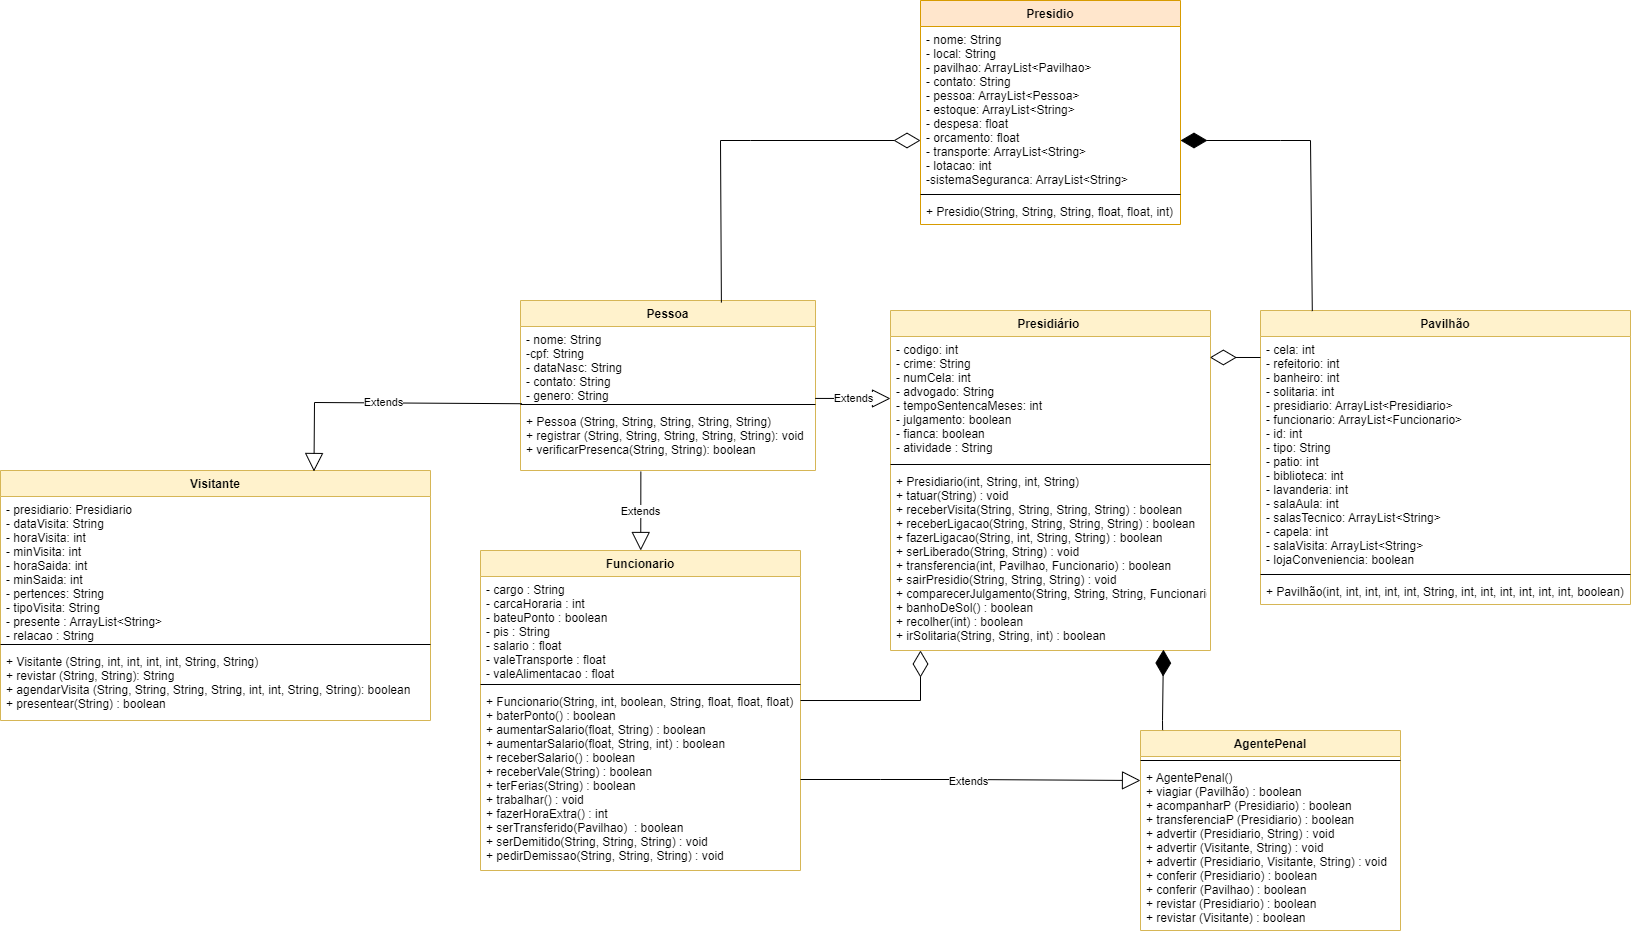 Presidio
- nome: String
- local: String
- pavilhao: ArrayList<Pavilhao>
- contato: String
- pessoa: ArrayList<Pessoa>
- estoque: ArrayList<String>
- despesa: float
- orcamento: float
- transporte: ArrayList<String>
- lotacao: int
-sistemaSeguranca: ArrayList<String>
+ Presidio(String, String, String, float, float, int)
Pessoa
- nome: String
-cpf: String
- dataNasc: String
- contato: String
- genero: String
+ Pessoa (String, String, String, String, String)
+ registrar (String, String, String, String, String): void
+ verificarPresenca(String, String): boolean
Extends
Extends
Extends
Presidiário
- codigo: int
- crime: String
- numCela: int
- advogado: String
- tempoSentencaMeses: int
- julgamento: boolean
- fianca: boolean
- atividade : String
+ Presidiario(int, String, int, String)
+ tatuar(String) : void
+ receberVisita(String, String, String, String) : boolean
+ receberLigacao(String, String, String, String) : boolean
+ fazerLigacao(String, int, String, String) : boolean
+ serLiberado(String, String) : void
+ transferencia(int, Pavilhao, Funcionario) : boolean
+ sairPresidio(String, String, String) : void
+ comparecerJulgamento(String, String, String, Funcionari
+ banhoDeSol() : boolean
+ recolher(int) : boolean
+ irSolitaria(String, String, int) : boolean
Pavilhão
- cela: int
- refeitorio: int
- banheiro: int
- solitaria: int
- presidiario: ArrayList<Presidiario>
- funcionario: ArrayList<Funcionario>
- id: int
- tipo: String
- patio: int
- biblioteca: int
- lavanderia: int
- salaAula: int
- salasTecnico: ArrayList<String>
- capela: int
- salaVisita: ArrayList<String>
- lojaConveniencia: boolean
+ Pavilhão(int, int, int, int, int, String, int, int, int, int, int, int, boolean)
Visitante
- presidiario: Presidiario
- dataVisita: String
- horaVisita: int
- minVisita: int
- horaSaida: int
- minSaida: int
- pertences: String
- tipoVisita: String
- presente : ArrayList<String>
- relacao : String
+ Visitante (String, int, int, int, int, String, String)
+ revistar (String, String): String
+ agendarVisita (String, String, String, String, int, int, String, String): boolean
+ presentear(String) : boolean
Funcionario
- cargo : String
- carcaHoraria : int
- bateuPonto : boolean
- pis : String
- salario : float
- valeTransporte : float
- valeAlimentacao : float
+ Funcionario(String, int, boolean, String, float, float, float)
+ baterPonto() : boolean
+ aumentarSalario(float, String) : boolean
+ aumentarSalario(float, String, int) : boolean
+ receberSalario() : boolean
+ receberVale(String) : boolean
+ terFerias(String) : boolean
+ trabalhar() : void
+ fazerHoraExtra() : int
+ serTransferido(Pavilhao) : boolean
+ serDemitido(String, String, String) : void
+ pedirDemissao(String, String, String) : void
Extends
AgentePenal
+ AgentePenal()
+ viagiar (Pavilhão) : boolean
+ acompanharP (Presidiario) : boolean
+ transferenciaP (Presidiario) : boolean
+ advertir (Presidiario, String) : void
+ advertir (Visitante, String) : void
+ advertir (Presidiario, Visitante, String) : void
+ conferir (Presidiario) : boolean
+ conferir (Pavilhao) : boolean
+ revistar (Presidiario) : boolean
+ revistar (Visitante) : boolean